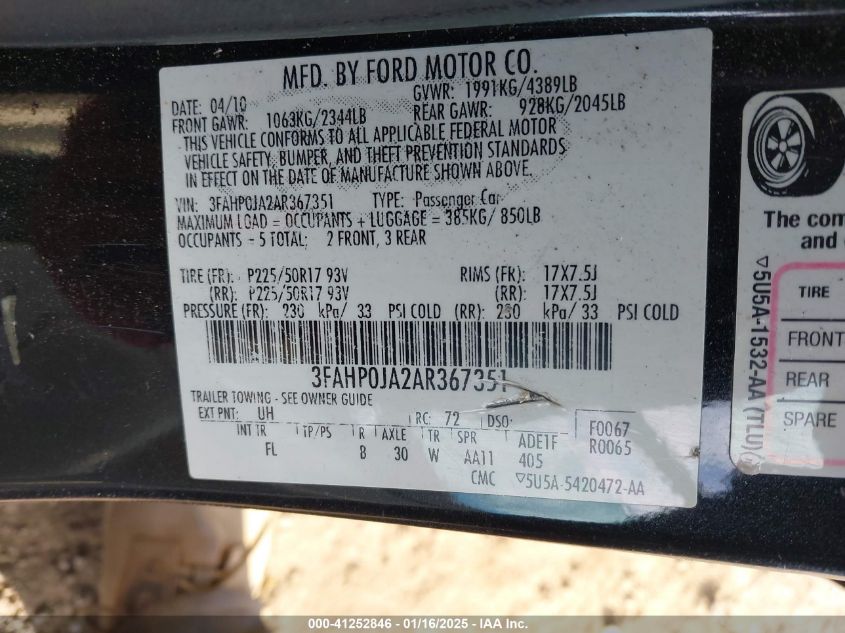 MFD. BY FORD MOTOR CO.
DATE: 04/10 GVWR: 1991KG/4389LB
FRONT GAWR: 1063KG/2344LB REAR GAWR: 928KG/2045LB
THIS VEHICLE CONFORMS TO ALL APPLICABLE FEDERAL MOTOR
VEHICLE SAFETY, BUMPER, AND THEFT PREVENTION STANDARDS
IN EFFECT ON THE DATE OF MANUFACTURE SHOWN ABOVE.
VIN: 3FAHP0JA2AR367351 TYPE: Passenger Car
MAXIMUM LOAD = OCCUPANTS + LUGGAGE = 385KG/ 850LB
OCCUPANTS - 5 TOTAL: 2 FRONT, 3 REAR
TIRE (FR): P225/50R17 93V RIMS (FR): 17X7.5J
(RR): P225/50R17 93V (RR): 17X7.5J
PRESSURE (FR): 230 kPa/ 33 PSI COLD (RR): 230 kPa/ 33 PSI COLD
3FAHP0JA2AR367351
TRAILER TOWING - SEE OWNER GUIDE
EXT PNT: UH RC: 72 DSO: F0067
R0065
INT TR TP/PS R AXLE TR SPR ADE1F
FL 8 30 W AA11 405
CMC ▽5U5A-5420472-AA
The com
and c
▽5U5A-1532-AA (TLU)
TIRE
FRONT
REAR
SPARE
000-41252846 - 01/16/2025 - IAA Inc.